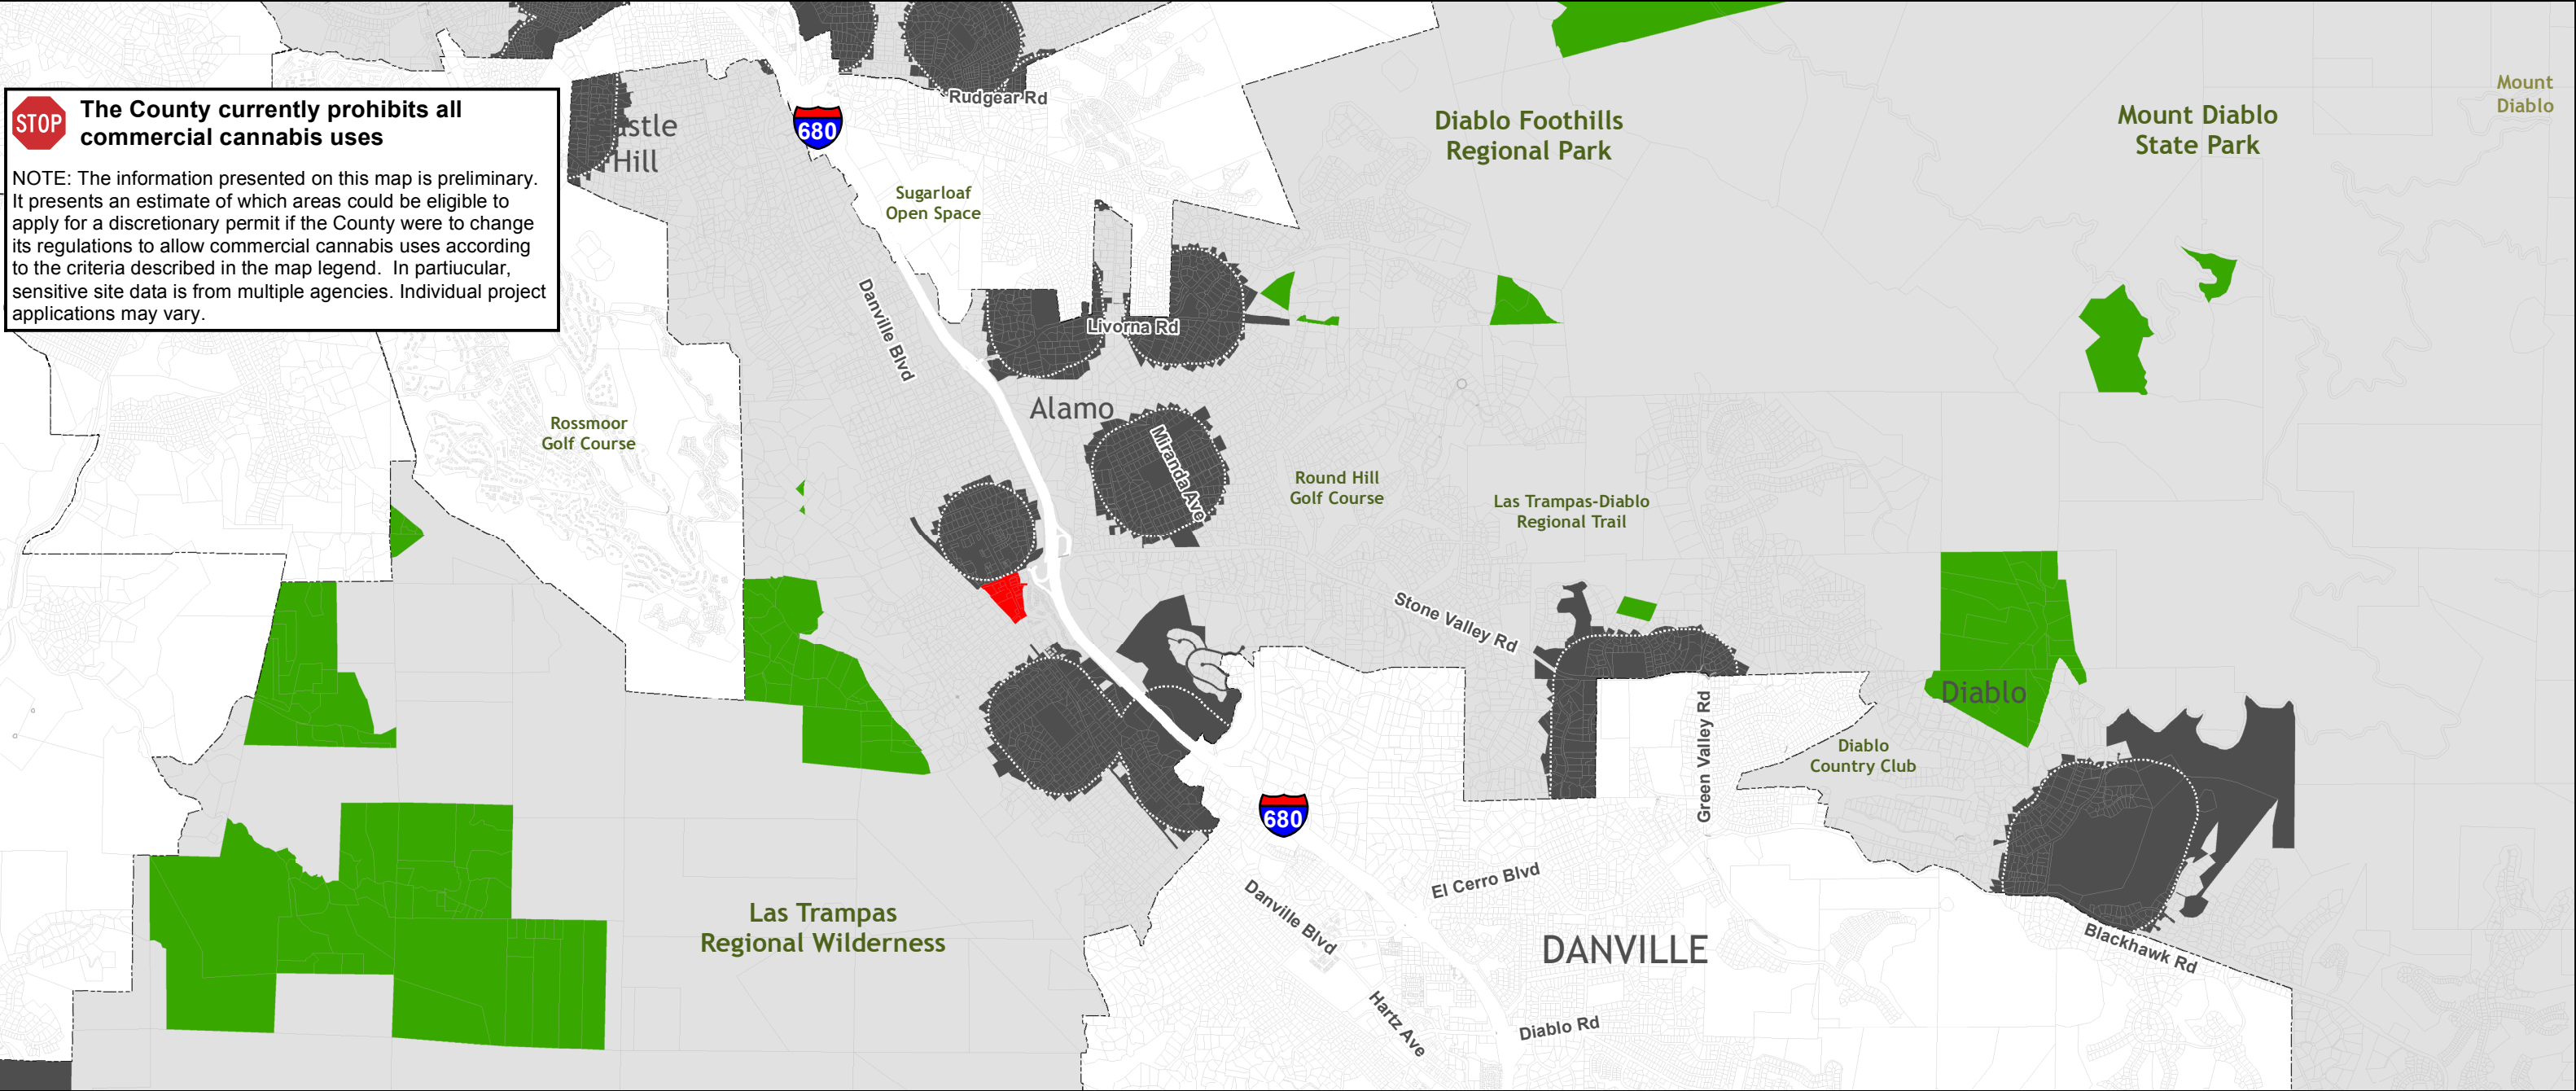 STOP
The County currently prohibits all
commercial cannabis uses
NOTE: The information presented on this map is preliminary.
It presents an estimate of which areas could be eligible to
apply for a discretionary permit if the County were to change
its regulations to allow commercial cannabis uses according
to the criteria described in the map legend. In partiucular,
sensitive site data is from multiple agencies. Individual project
applications may vary.
astle
Hill
680
Rudgear Rd
Sugarloaf
Open Space
Diablo Foothills
Regional Park
Mount Diablo
State Park
Mount
Diablo
Danville Blvd
Livorna Rd
Alamo
Miranda Ave
Rossmoor
Golf Course
Round Hill
Golf Course
Las Trampas-Diablo
Regional Trail
Stone Valley Rd
Green Valley Rd
Diablo
Diablo
Country Club
680
El Cerro Blvd
Danville Blvd
Las Trampas
Regional Wilderness
DANVILLE
Blackhawk Rd
Hartz Ave
Diablo Rd